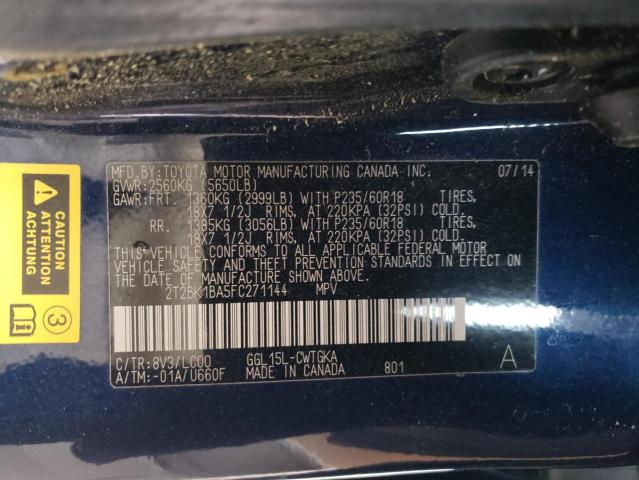 MFD.BY:TOYOTA MOTOR MANUFACTURING CANADA INC. 07/14
GVWR:2560KG (5650LB)
GAWR:FRT. 1360KG (2999LB) WITH P235/60R18 TIRES,
18X7 1/2J RIMS, AT 220KPA (32PSI) COLD
RR. 1385KG (3056LB) WITH P235/60R18 TIRES,
18X7 1/2J RIMS, AT 220KPA (32PSI) COLD
THIS VEHICLE CONFORMS TO ALL APPLICABLE FEDERAL MOTOR
VEHICLE SAFETY AND THEFT PREVENTION STANDARDS IN EFFECT ON
THE DATE OF MANUFACTURE SHOWN ABOVE.
2T2BK1BA5FC271144 MPV
C/TR:8V3/LC00 GGL15L-CWTGKA A
A/TM:-01A/U660F MADE IN CANADA 801
CAUTION
ATTENTION
ACHTUNG
3